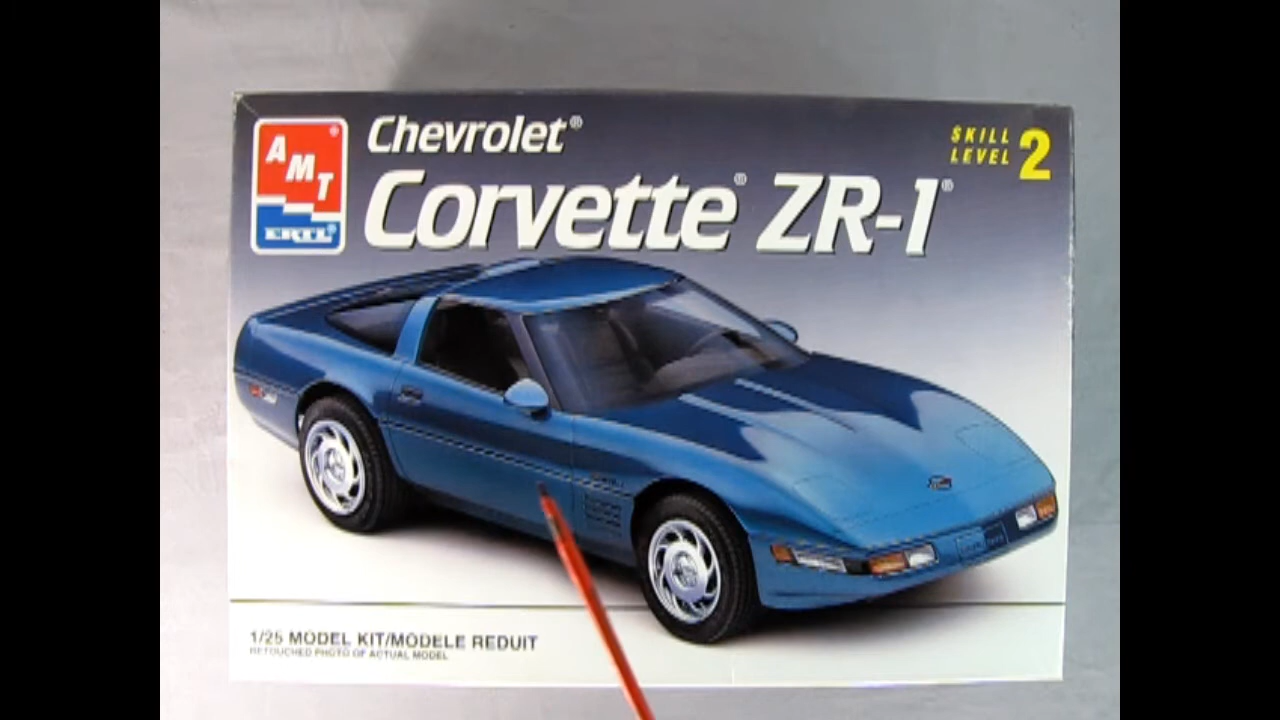 AMT®
ERTL®
Chevrolet®
Corvette® ZR-1®
SKILL
LEVEL 2
1/25 MODEL KIT/MODELE REDUIT
RETOUCHED PHOTO OF ACTUAL MODEL